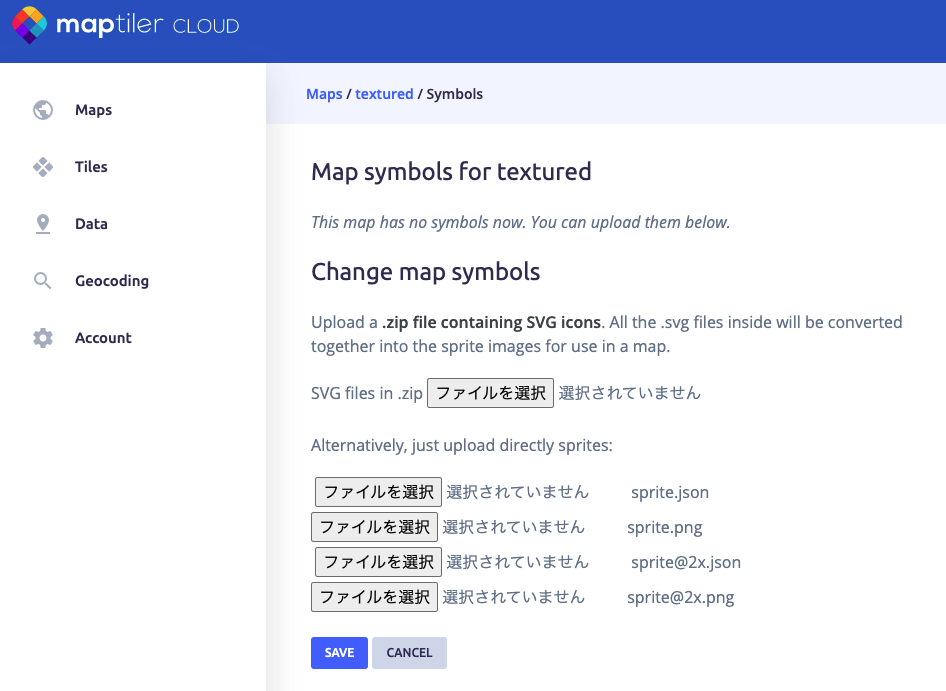 maptiler CLOUD
Maps / textured / Symbols
Maps
Tiles
Data
Geocoding
Account
Map symbols for textured
This map has no symbols now. You can upload them below.
Change map symbols
Upload a .zip file containing SVG icons. All the .svg files inside will be converted
together into the sprite images for use in a map.
SVG files in .zip ファイルを選択 選択されていません
Alternatively, just upload directly sprites:
ファイルを選択 選択されていません sprite.json
ファイルを選択 選択されていません sprite.png
ファイルを選択 選択されていません sprite@2x.json
ファイルを選択 選択されていません sprite@2x.png
SAVE CANCEL